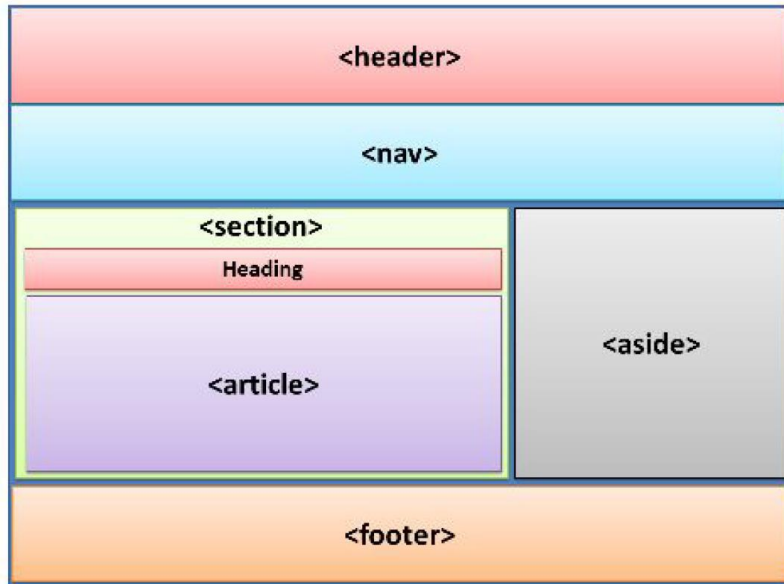 <header>
<nav>
<section>
Heading
<article>
<aside>
<footer>